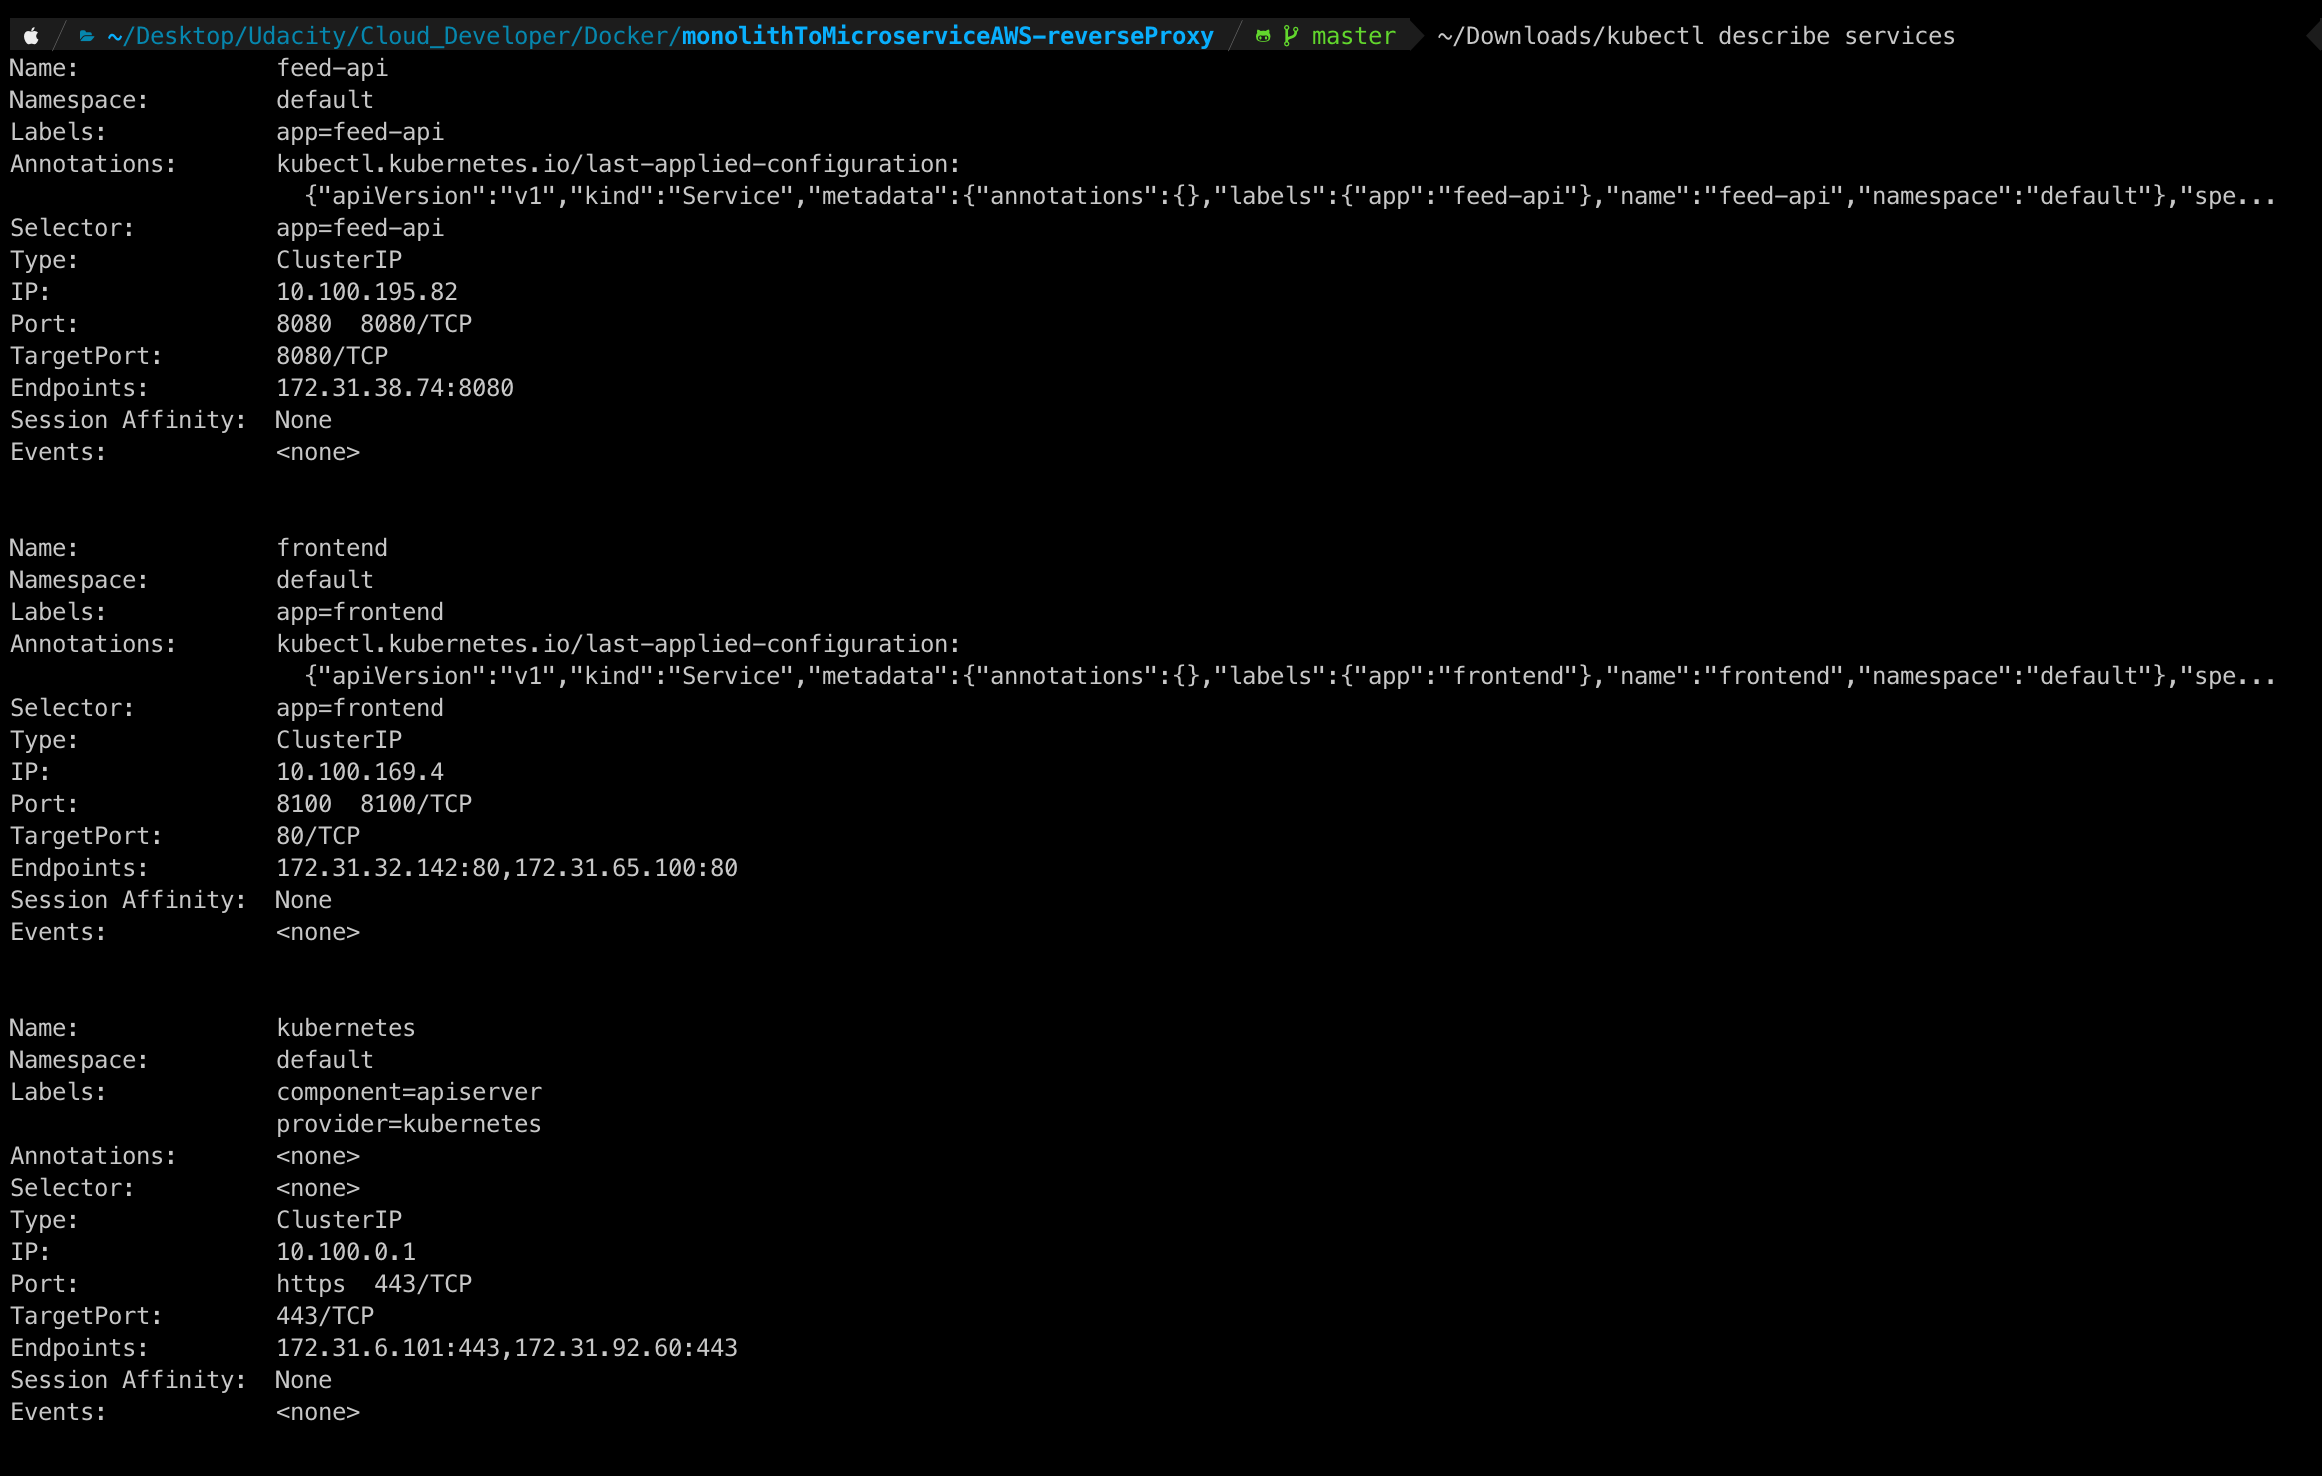 ~/Desktop/Udacity/Cloud_Developer/Docker/monolithToMicroserviceAWS-reverseProxy master ~/Downloads/kubectl describe services
Name: feed-api
Namespace: default
Labels: app=feed-api
Annotations: kubectl.kubernetes.io/last-applied-configuration:
{"apiVersion":"v1","kind":"Service","metadata":{"annotations":{},"labels":{"app":"feed-api"},"name":"feed-api","namespace":"default"},"spe...
Selector: app=feed-api
Type: ClusterIP
IP: 10.100.195.82
Port: 8080 8080/TCP
TargetPort: 8080/TCP
Endpoints: 172.31.38.74:8080
Session Affinity: None
Events: <none>
Name: frontend
Namespace: default
Labels: app=frontend
Annotations: kubectl.kubernetes.io/last-applied-configuration:
{"apiVersion":"v1","kind":"Service","metadata":{"annotations":{},"labels":{"app":"frontend"},"name":"frontend","namespace":"default"},"spe...
Selector: app=frontend
Type: ClusterIP
IP: 10.100.169.4
Port: 8100 8100/TCP
TargetPort: 80/TCP
Endpoints: 172.31.32.142:80,172.31.65.100:80
Session Affinity: None
Events: <none>
Name: kubernetes
Namespace: default
Labels: component=apiserver
provider=kubernetes
Annotations: <none>
Selector: <none>
Type: ClusterIP
IP: 10.100.0.1
Port: https 443/TCP
TargetPort: 443/TCP
Endpoints: 172.31.6.101:443,172.31.92.60:443
Session Affinity: None
Events: <none>